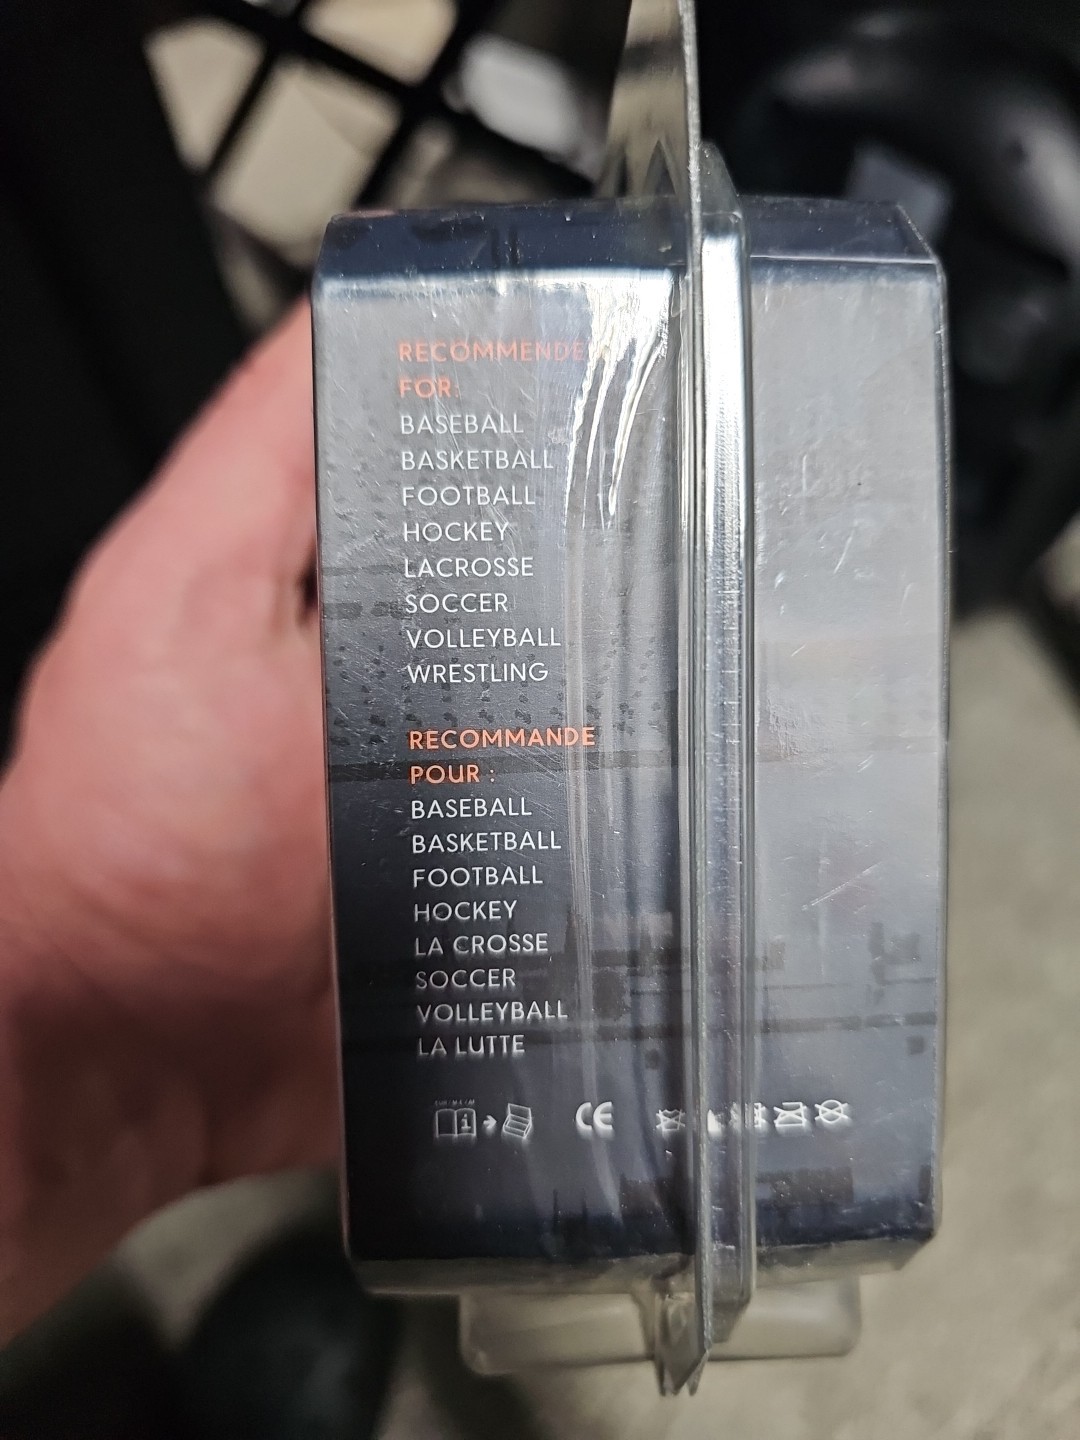 RECOMMENDE
FOR:
BASEBALL
BASKETBALL
FOOTBALL
HOCKEY
LACROSSE
SOCCER
VOLLEYBALL
WRESTLING
RECOMMANDE
POUR :
BASEBALL
BASKETBALL
FOOTBALL
HOCKEY
LA CROSSE
SOCCER
VOLLEYBALL
LA LUTTE
CE